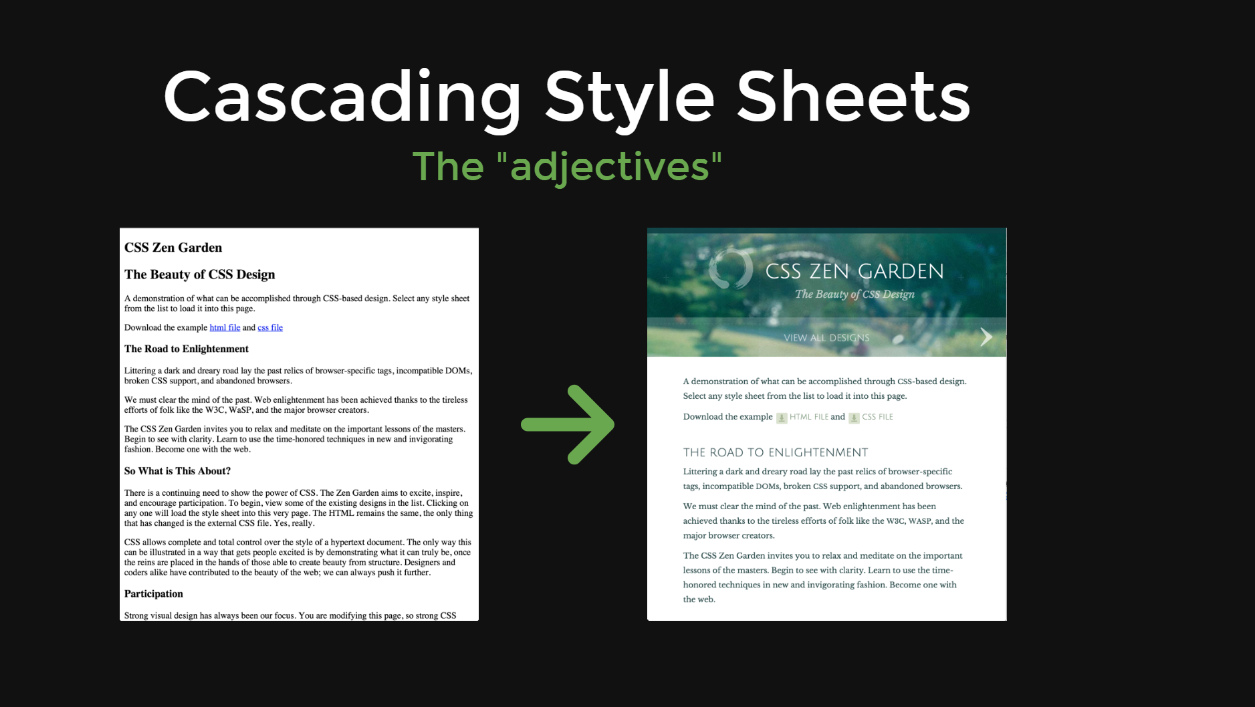 Cascading Style Sheets
The "adjectives"
CSS Zen Garden
The Beauty of CSS Design
A demonstration of what can be accomplished through CSS-based design. Select any style sheet
from the list to load it into this page.
Download the example html file and css file
The Road to Enlightenment
Littering a dark and dreary road lay the past relics of browser-specific tags, incompatible DOMs,
broken CSS support, and abandoned browsers.
We must clear the mind of the past. Web enlightenment has been achieved thanks to the tireless
efforts of folk like the W3C, WaSP, and the major browser creators.
The CSS Zen Garden invites you to relax and meditate on the important lessons of the masters.
Begin to see with clarity. Learn to use the time-honored techniques in new and invigorating
fashion. Become one with the web.
So What is This About?
There is a continuing need to show the power of CSS. The Zen Garden aims to excite, inspire,
and encourage participation. To begin, view some of the existing designs in the list. Clicking on
any one will load the style sheet into this very page. The HTML remains the same, the only thing
that has changed is the external CSS file. Yes, really.
CSS allows complete and total control over the style of a hypertext document. The only way this
can be illustrated in a way that gets people excited is by demonstrating what it can truly be, once
the reins are placed in the hands of those able to create beauty from structure. Designers and
coders alike have contributed to the beauty of the web; we can always push it further.
Participation
Strong visual design has always been our focus. You are modifying this page, so strong CSS
CSS ZEN GARDEN
The Beauty of CSS Design
VIEW ALL DESIGNS
A demonstration of what can be accomplished through CSS-based design.
Select any style sheet from the list to load it into this page.
Download the example HTML FILE and CSS FILE
THE ROAD TO ENLIGHTENMENT
Littering a dark and dreary road lay the past relics of browser-specific
tags, incompatible DOMs, broken CSS support, and abandoned browsers.
We must clear the mind of the past. Web enlightenment has been
achieved thanks to the tireless efforts of folk like the W3C, WASP, and the
major browser creators.
The CSS Zen Garden invites you to relax and meditate on the important
lessons of the masters. Begin to see with clarity. Learn to use the time-
honored techniques in new and invigorating fashion. Become one with
the web.